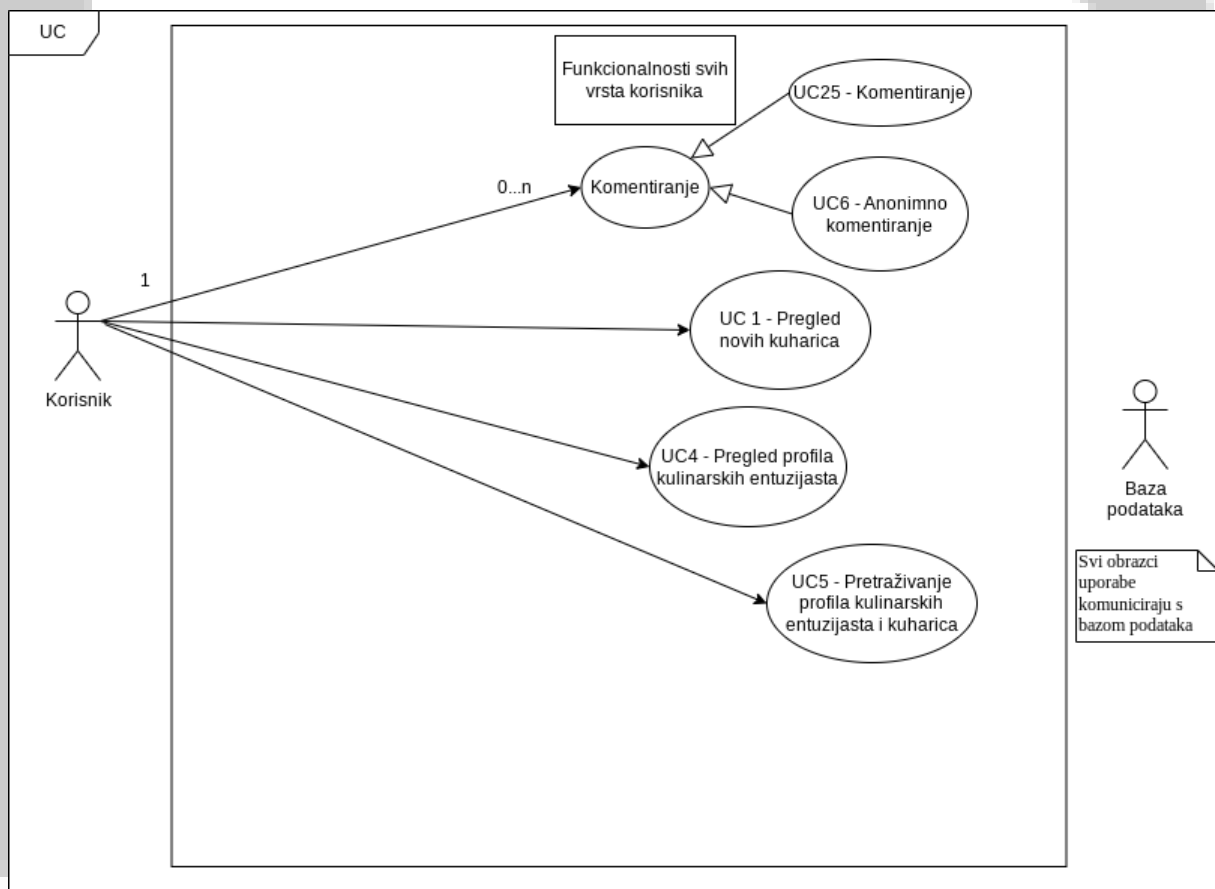 UC
Funkcionalnosti svih
vrsta korisnika
UC25 - Komentiranje
0...n
Komentiranje
UC6 - Anonimno
komentiranje
1
UC 1 - Pregled
novih kuharica
Korisnik
UC4 - Pregled profila
kulinarskih entuzijasta
Baza
podataka
UC5 - Pretraživanje
profila kulinarskih
entuzijasta i kuharica
Svi obrazci
uporabe
komuniciraju s
bazom podataka